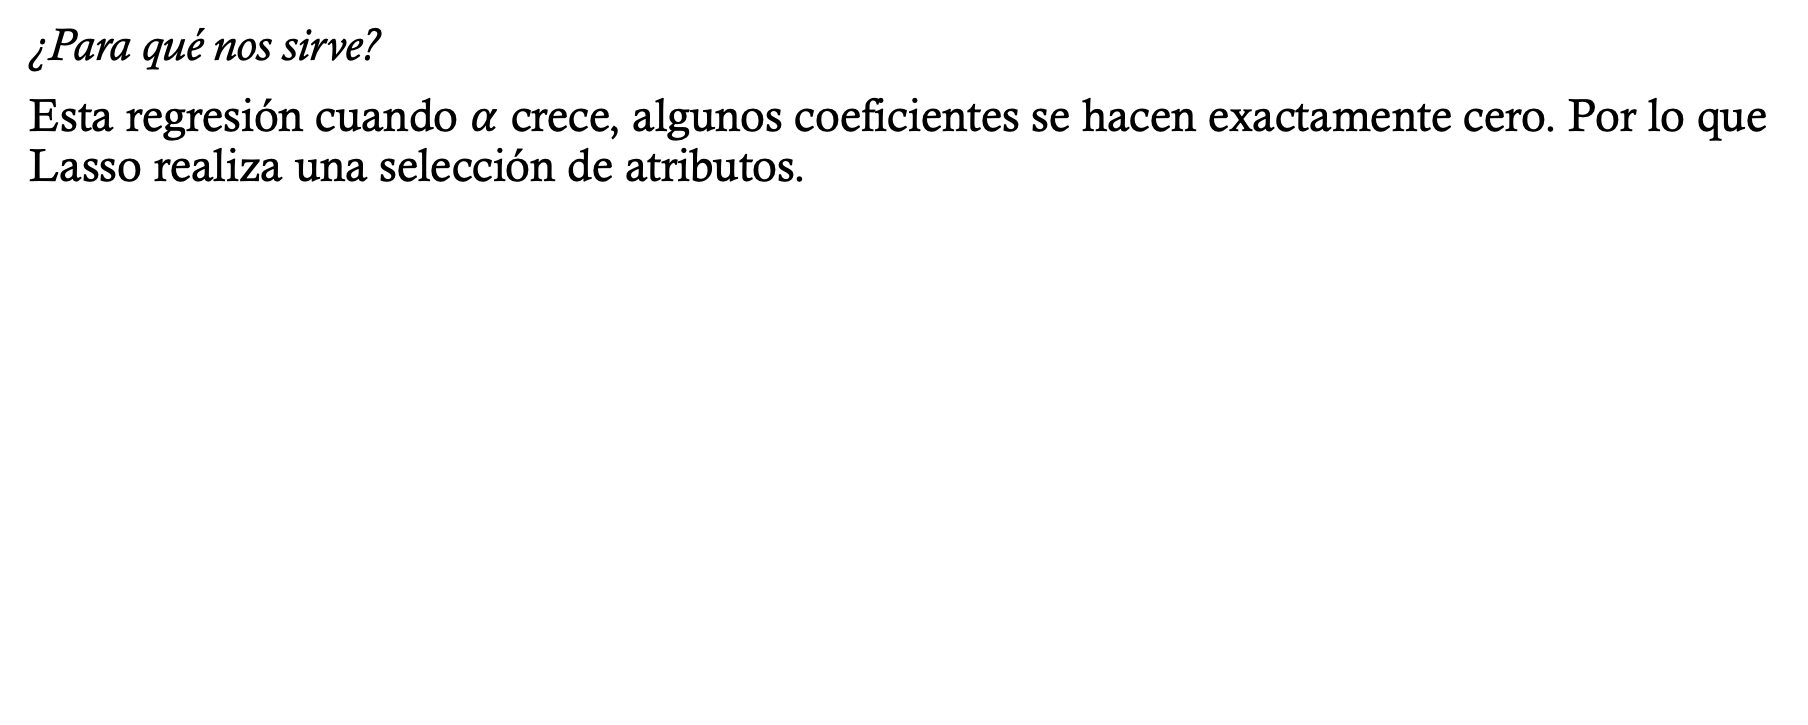 ¿Para qué nos sirve?
Esta regresión cuando α crece, algunos coeficientes se hacen exactamente cero. Por lo que
Lasso realiza una selección de atributos.